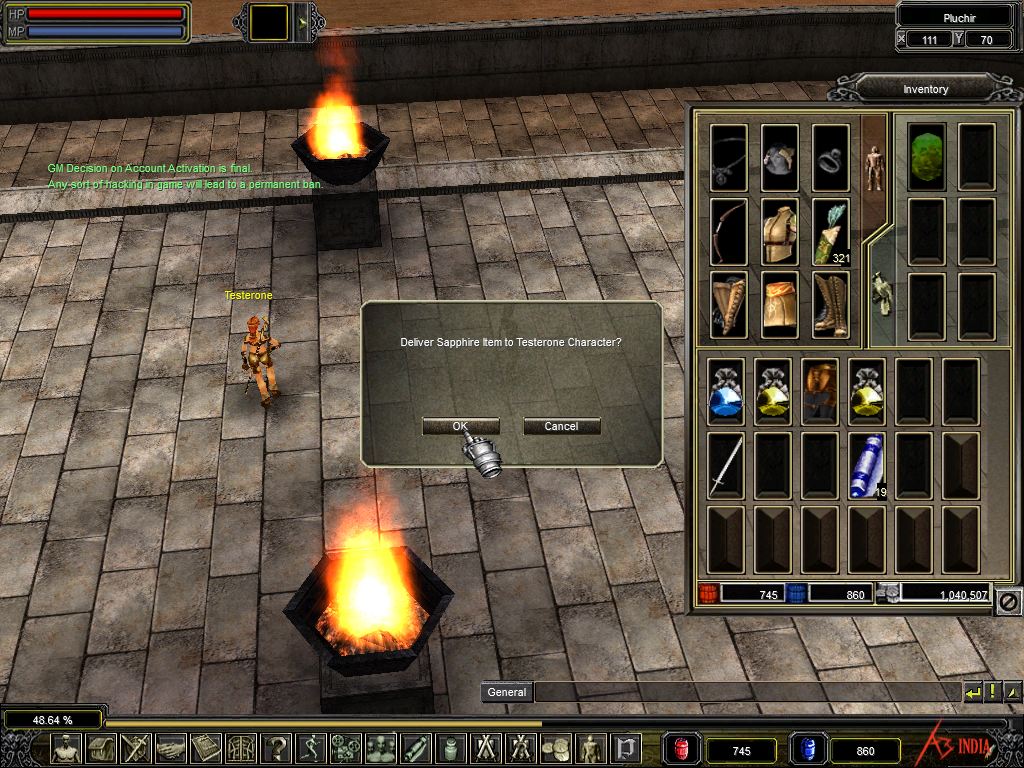 HP
MP
Pluchir
X 111 Y 70
Inventory
GM Decision on Account Activation is final.
Any sort of hacking in game will lead to a permanent ban.
321
Testerone
Deliver Sapphire Item to Testerone Character?
OK Cancel
19
745 860 1,040,507
General
48.64 %
745 860
A3 INDIA